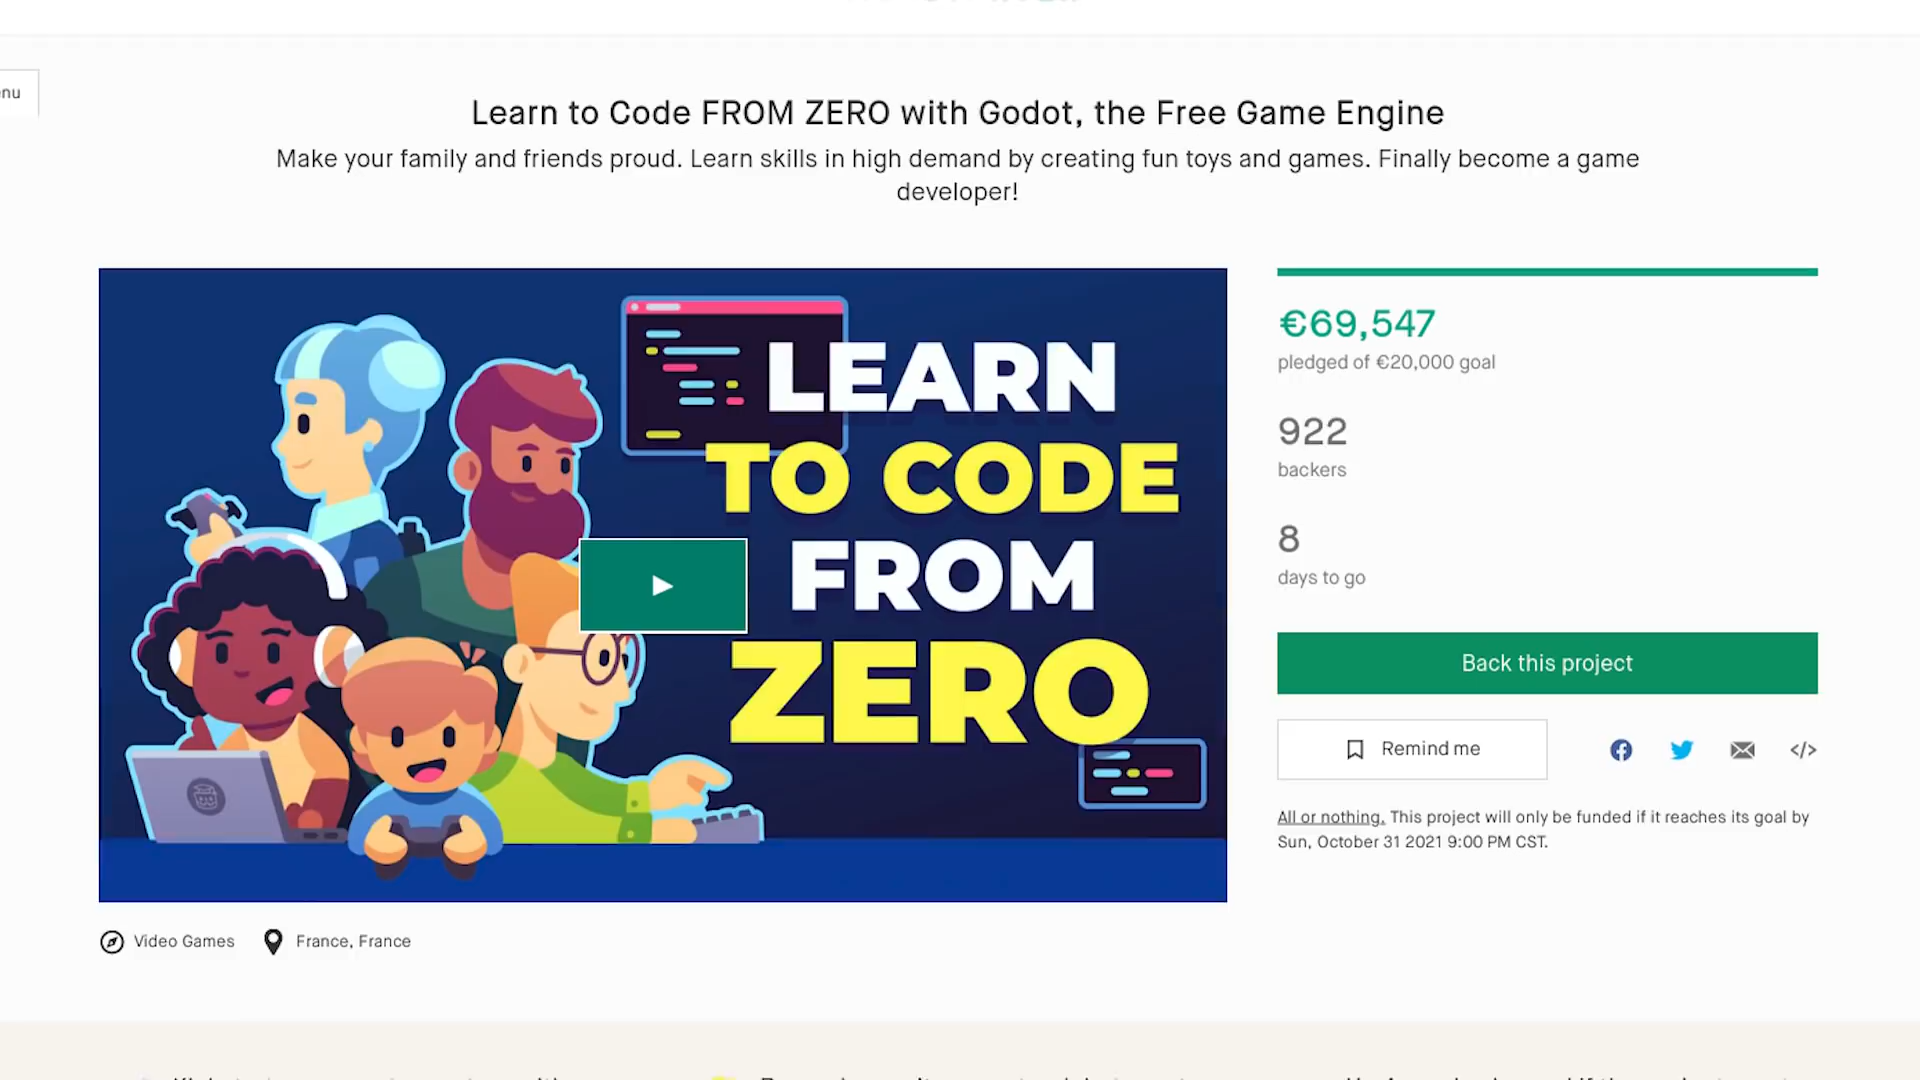 nu
Learn to Code FROM ZERO with Godot, the Free Game Engine
Make your family and friends proud. Learn skills in high demand by creating fun toys and games. Finally become a game
developer!
LEARN
TO CODE
FROM
ZERO
€69,547
pledged of €20,000 goal
922
backers
8
days to go
Back this project
Remind me
All or nothing. This project will only be funded if it reaches its goal by
Sun, October 31 2021 9:00 PM CST.
Video Games
France, France